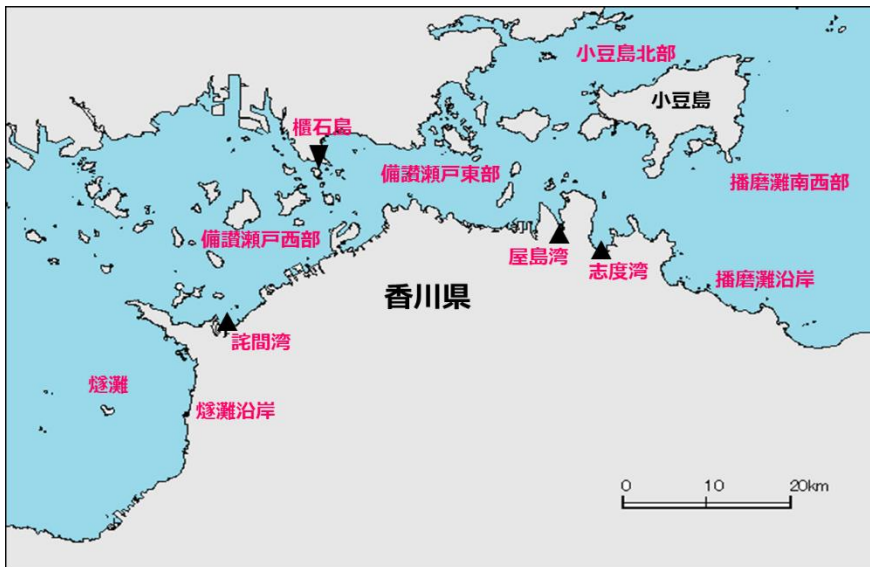 小豆島北部
小豆島
櫃石島
備讃瀬戸東部
播磨灘南西部
備讃瀬戸西部
屋島湾
志度湾
播磨灘沿岸
香川県
詫間湾
燧灘
燧灘沿岸
0 10 20km